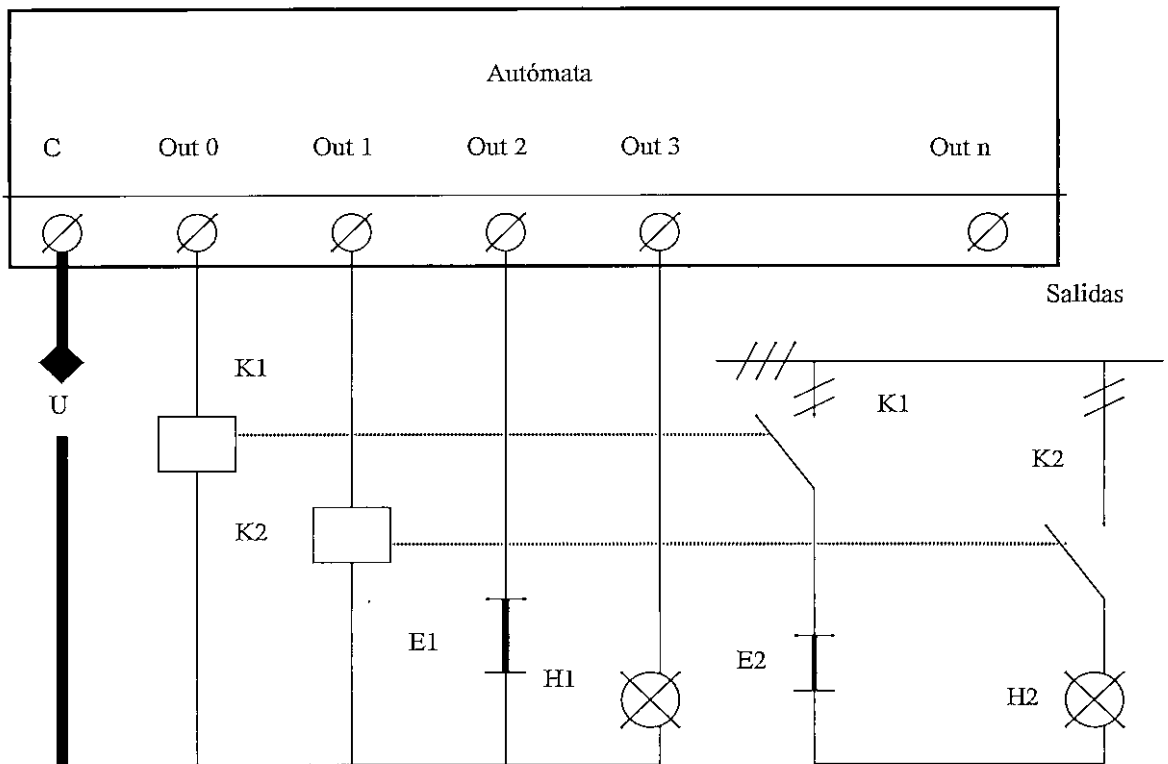 Autómata
C Out 0 Out 1 Out 2 Out 3 Out n
Salidas
K1
U
K1
K2
K2
E1
H1
E2
H2